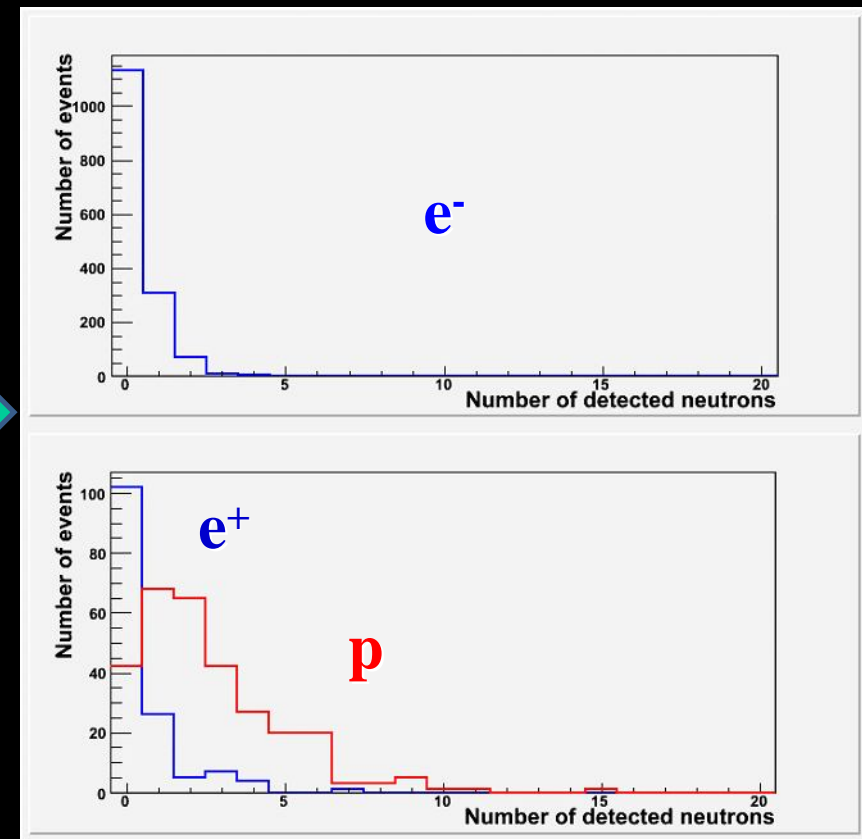 Number of events
1000
800
600
400
200
0
e-
0 5 10 15 20
Number of detected neutrons
Number of events
100
80
60
40
20
0
e+
p
0 5 10 15 20
Number of detected neutrons